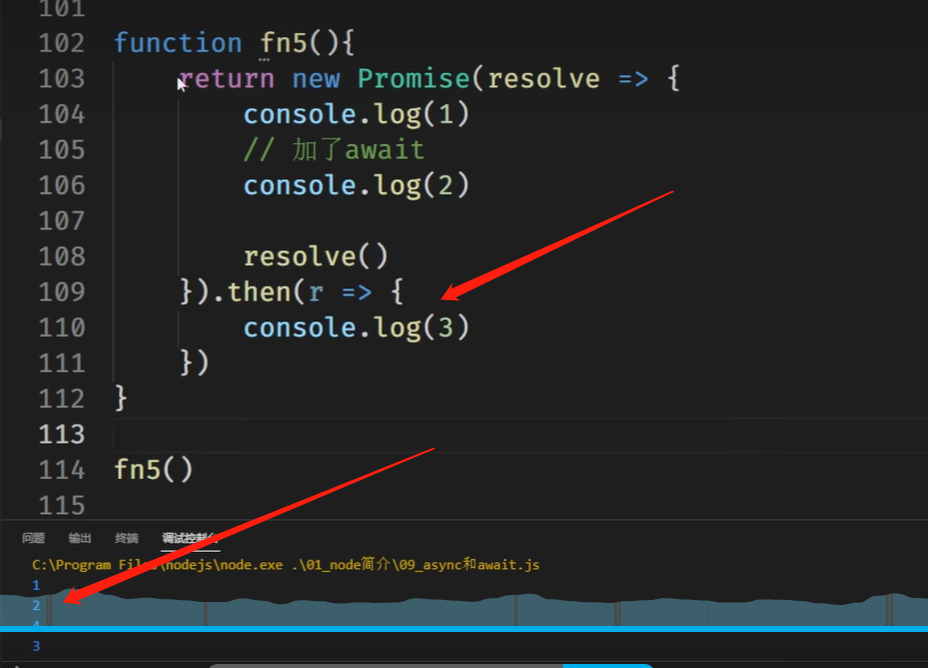 101
102 function fn5(){
103 return new Promise(resolve => {
104 console.log(1)
105 // 加了await
106 console.log(2)
107
108 resolve()
109 }).then(r => {
110 console.log(3)
111 })
112 }
113
114 fn5()
115
问题 输出 终端 调试控制台
C:\Program Files\nodejs\node.exe .\01_node简介\09_async和await.js
1
2
4
3